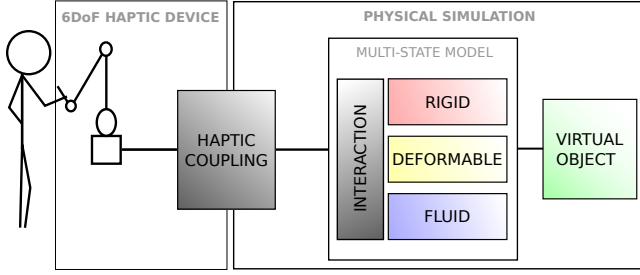 6DoF HAPTIC DEVICE
PHYSICAL SIMULATION
MULTI-STATE MODEL
HAPTIC
COUPLING
INTERACTION
RIGID
DEFORMABLE
FLUID
VIRTUAL
OBJECT